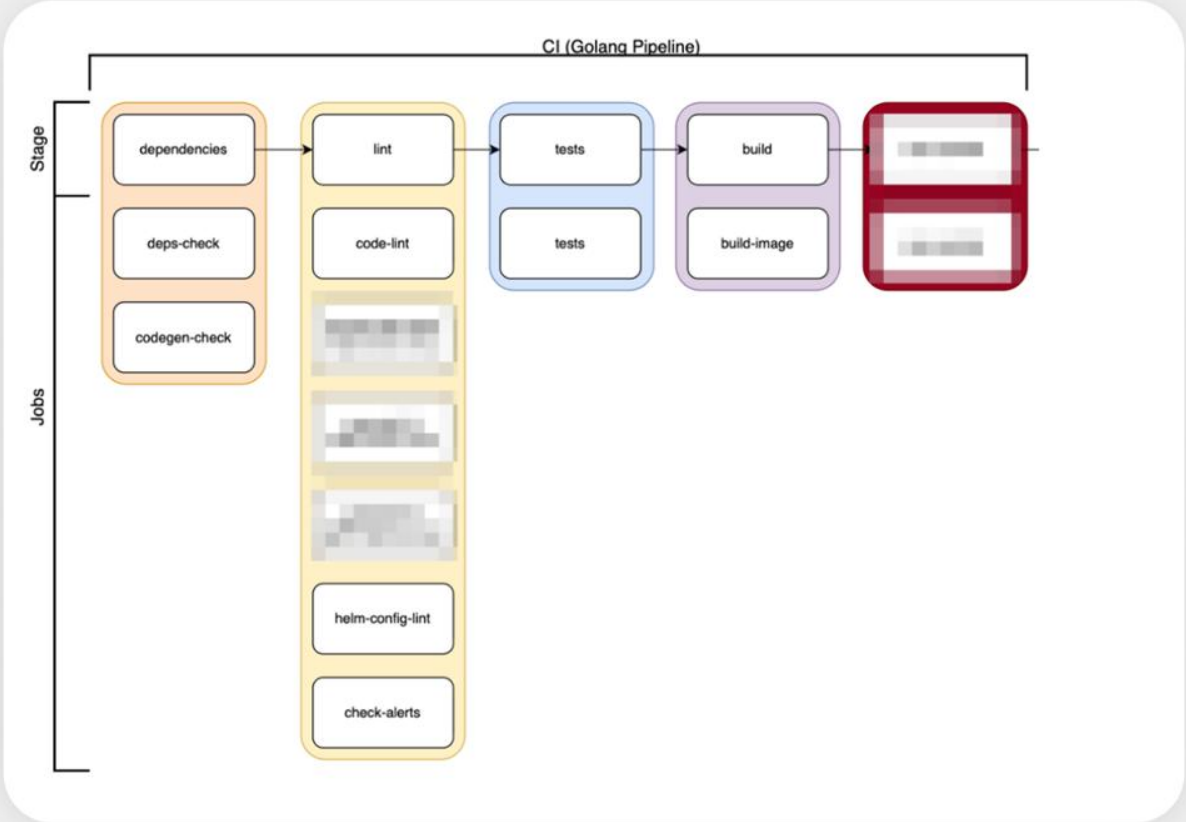 CI (Golang Pipeline)
Stage
dependencies
lint
tests
build
Jobs
deps-check
code-lint
tests
build-image
codegen-check
helm-config-lint
check-alerts